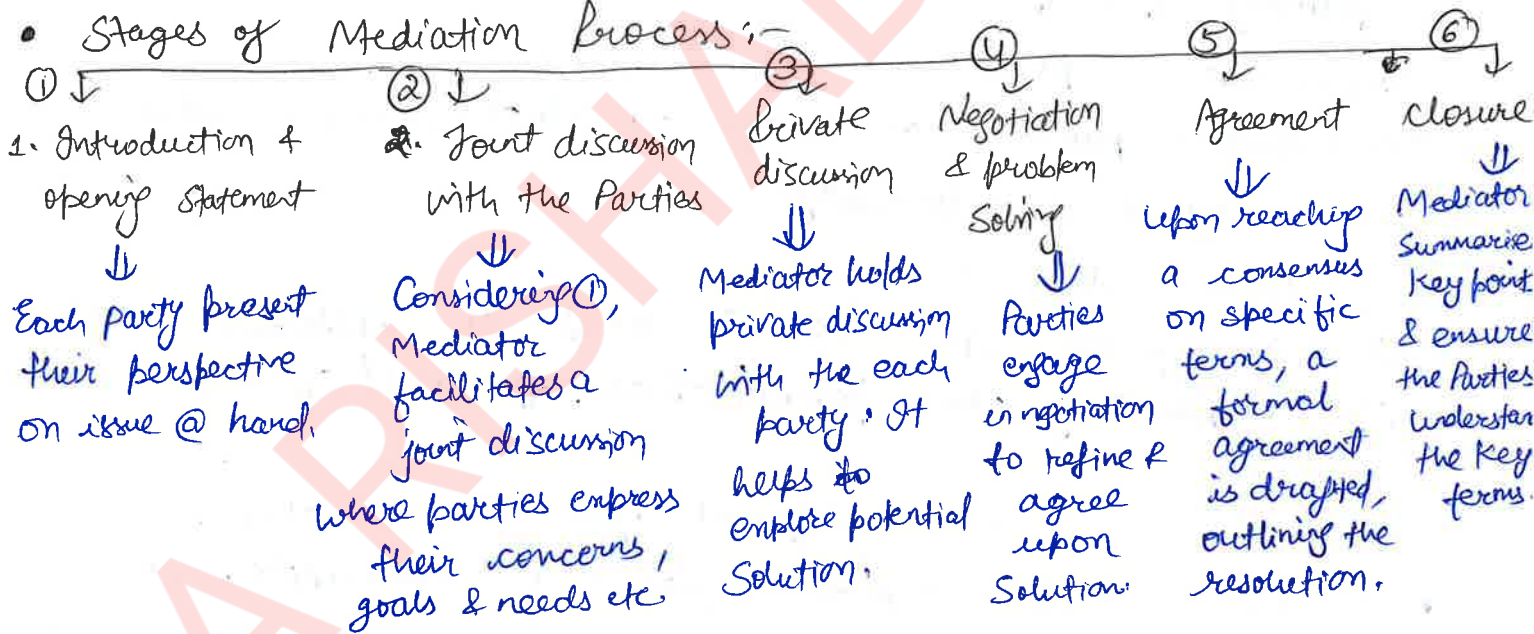 • Stages of Mediation Process :-
①
1. Introduction &
opening statement
Each party present
their perspective
on issue @ hand.
②
2. Joint discussion
with the Parties
Considering ①,
Mediator
facilitates a
joint discussion
where parties express
their concerns,
goals & needs etc.
③
Private
discussion
Mediator holds
private discussion
with the each
party. It
helps to
explore potential
Solution.
④
Negotiation
& problem
Solving
Parties
engage
in negotiation
to refine &
agree
upon
Solution.
⑤
Agreement
upon reaching
a consensus
on specific
terms, a
formal
agreement
is drafted,
outlining the
resolution.
⑥
closure
Mediator
Summarise
Key point
& ensure
the Parties
understan
the Key
terms.
A RISHA